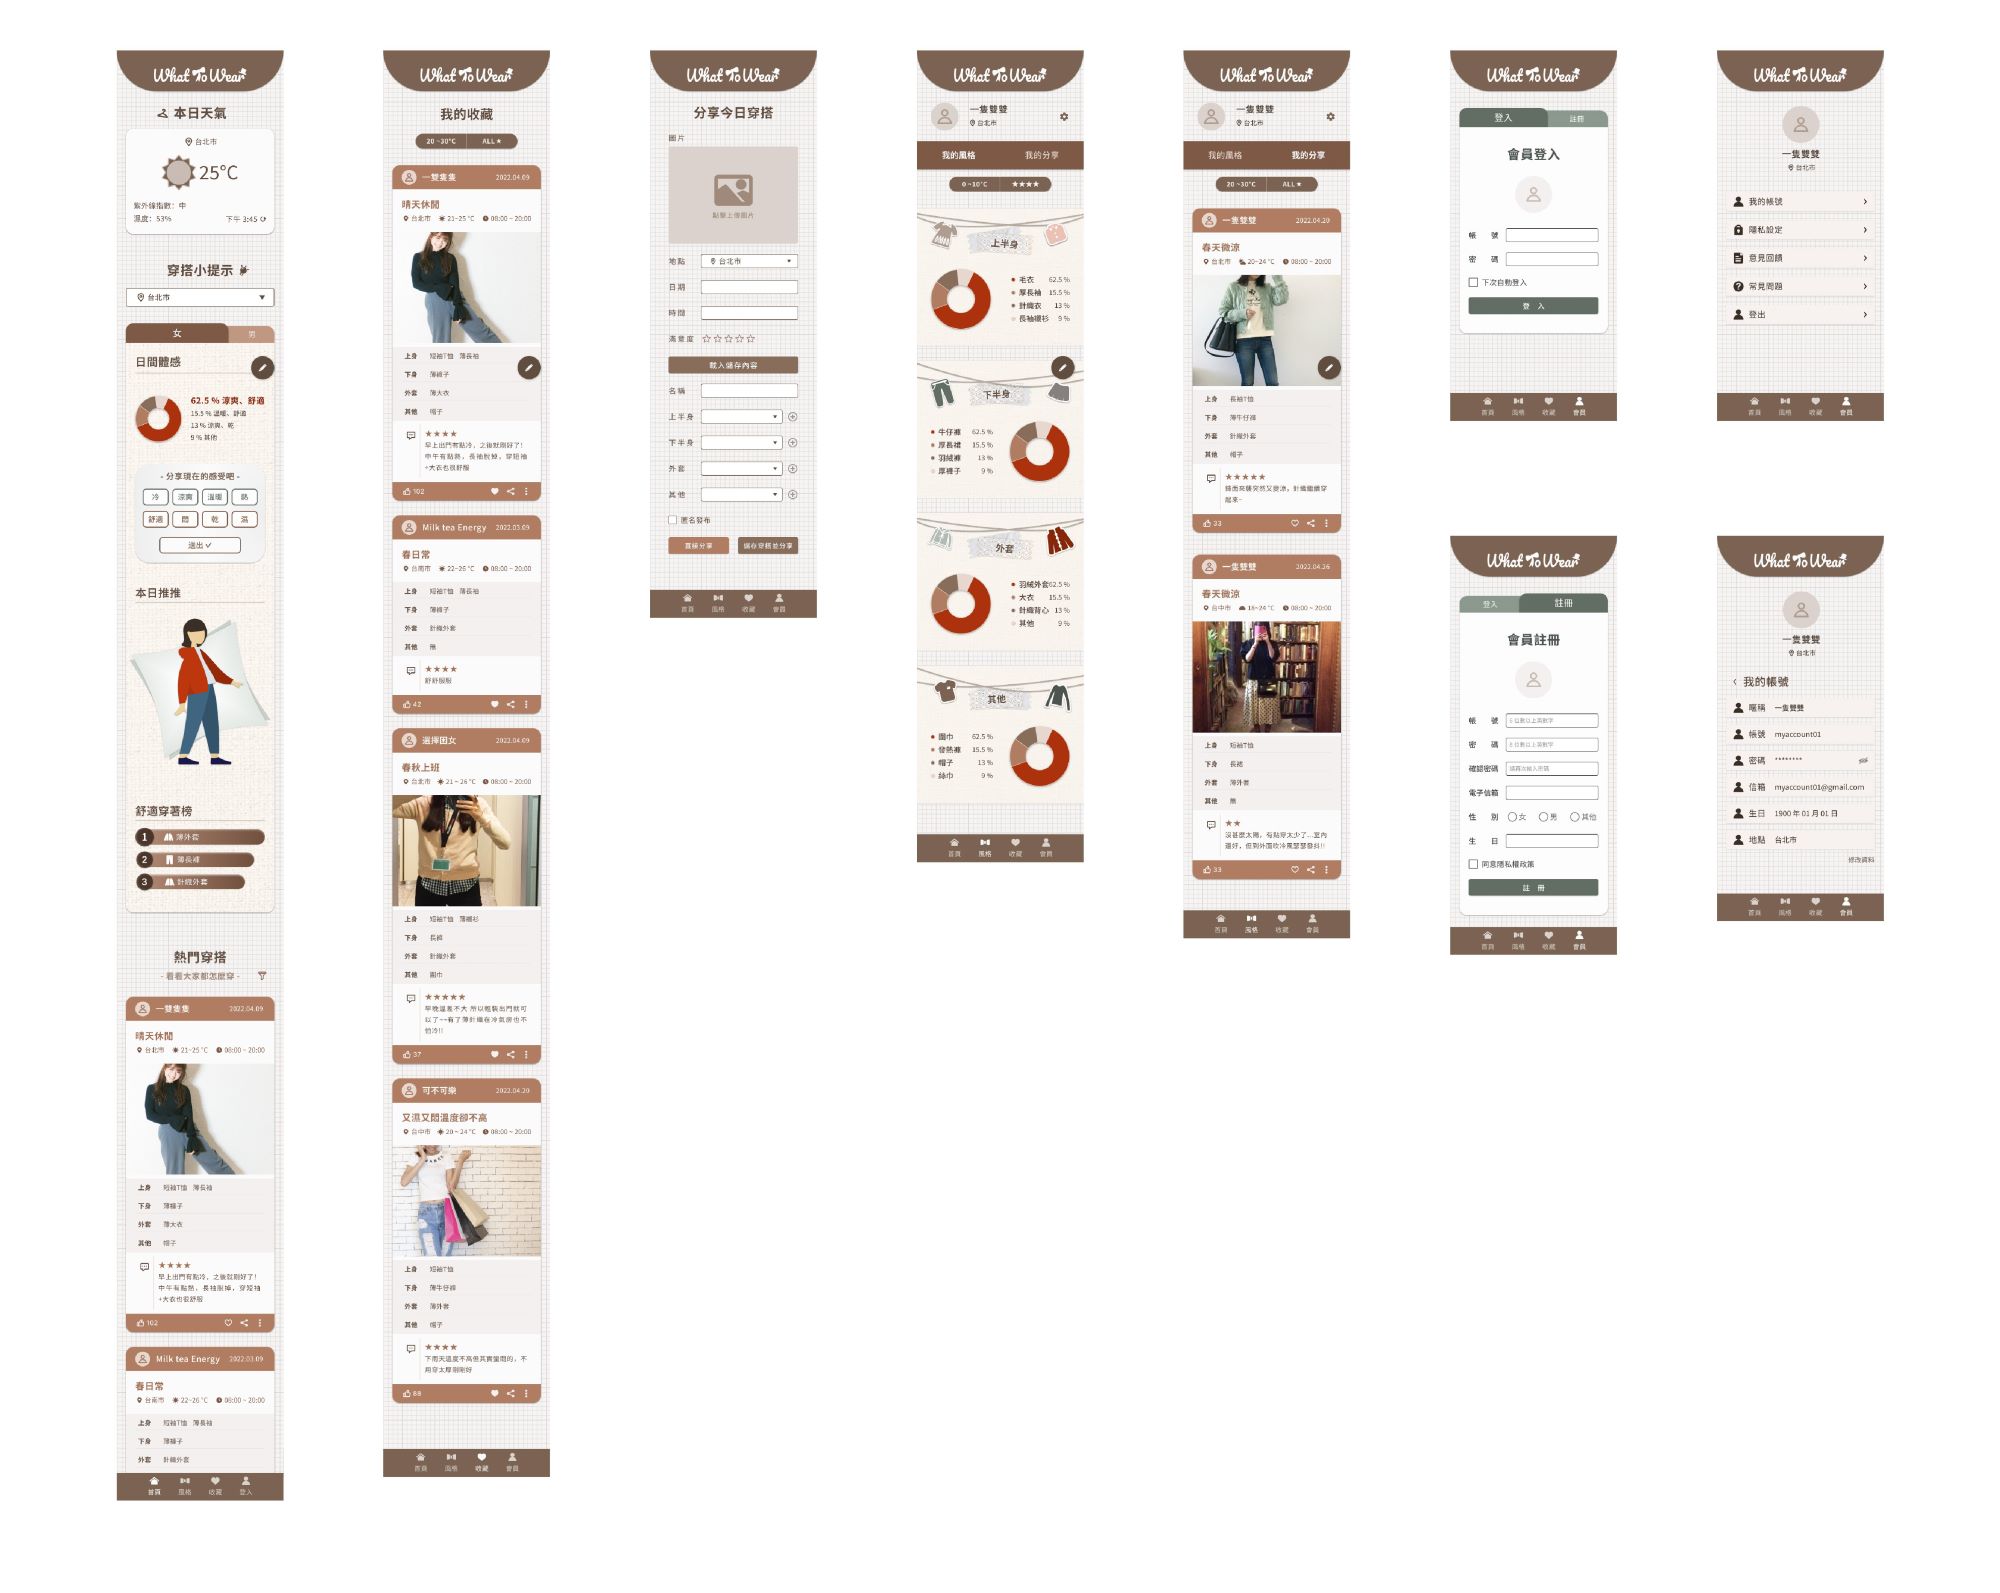 What To Wear
本日天氣
台北市
25°C
紫外線指數：中
濕度：53%
下午 3:45
穿搭小提示
台北市
女 男
日間體感
62.5 % 涼爽、舒適
15.5 % 溫暖、舒適
13 % 涼爽、乾
9 % 其他
- 分享現在的感受吧 -
冷 涼爽 溫暖 熱
舒適 悶 乾 濕
送出
本日推推
舒適穿著榜
1 薄外套
2 薄長褲
3 針織外套
熱門穿搭
- 看看大家都怎麼穿 -
一雙隻隻 2022.04.09
晴天休閒
台北市 21~25 °C 08:00 ~ 20:00
上身 短袖T恤 薄長袖
下身 薄褲子
外套 薄大衣
其他 帽子
★★★★
早上出門有點冷，之後就剛好了！
中午有點熱，長袖脫掉，穿短袖
+大衣也很舒服
102
Milk tea Energy 2022.03.09
春日常
台南市 22~26 °C 08:00 ~ 20:00
上身 短袖T恤 薄長袖
下身 薄褲子
外套 針織外套
首頁 風格 收藏 登入
What To Wear
我的收藏
20 ~30°C ALL ★
一雙隻隻 2022.04.09
晴天休閒
台北市 21~25 °C 08:00 ~ 20:00
上身 短袖T恤 薄長袖
下身 薄褲子
外套 薄大衣
其他 帽子
★★★★
早上出門有點冷，之後就剛好了！
中午有點熱，長袖脫掉，穿短袖
+大衣也很舒服
102
Milk tea Energy 2022.03.09
春日常
台南市 22~26 °C 08:00 ~ 20:00
上身 短袖T恤 薄長袖
下身 薄褲子
外套 針織外套
其他 無
★★★★
舒舒服服
42
選擇困女 2022.04.09
春秋上班
台北市 21 ~ 26 °C 08:00 ~ 20:00
上身 短袖T恤 薄襯衫
下身 長褲
外套 針織外套
其他 圍巾
★★★★★
早晚溫差不大 所以輕裝出門就可
以了~~有了薄針織在冷氣房也不
怕冷!!
37
可不可樂 2022.04.20
又濕又悶溫度卻不高
台中市 20 ~ 24 °C 08:00 ~ 20:00
上身 短袖T恤
下身 薄牛仔褲
外套 薄外套
其他 帽子
★★★★
下雨天溫度不高但其實蠻悶的，不
用穿太厚剛剛好
88
首頁 風格 收藏 會員
What To Wear
分享今日穿搭
圖片
點擊上傳圖片
地點 台北市
日期
時間
滿意度 ☆☆☆☆☆
載入儲存內容
名稱
上半身
下半身
外套
其他
匿名發布
直接分享 儲存穿搭並分享
首頁 風格 收藏 會員
What To Wear
一隻雙雙
台北市
我的風格 我的分享
0 ~10°C ★★★★
上半身
毛衣 62.5 %
厚長袖 15.5 %
針織衣 13 %
長袖襯衫 9 %
下半身
牛仔褲 62.5 %
厚長裙 15.5 %
羽絨褲 13 %
厚褲子 9 %
外套
羽絨外套 62.5 %
大衣 15.5 %
針織背心 13 %
其他 9 %
其他
圍巾 62.5 %
發熱褲 15.5 %
帽子 13 %
絲巾 9 %
首頁 風格 收藏 會員
What To Wear
一隻雙雙
台北市
我的風格 我的分享
20 ~30°C ALL ★
一隻雙雙 2022.04.20
春天微涼
台北市 20~24 °C 08:00 ~ 20:00
上身 長袖T恤
下身 薄牛仔褲
外套 針織外套
其他 帽子
★★★★★
鋒面來襲突然又變涼，針織繼續穿
起來~
33
一隻雙雙 2022.04.26
春天微涼
台中市 18~24 °C 08:00 ~ 20:00
上身 短袖T恤
下身 長裙
外套 薄外套
其他 無
★★
沒甚麼太陽，有點穿太少了...室內
還好，但到外面吹冷風瑟瑟發抖!!
33
首頁 風格 收藏 會員
What To Wear
登入 註冊
會員登入
帳號
密碼
下次自動登入
登 入
首頁 風格 收藏 會員
What To Wear
登入 註冊
會員註冊
帳號 6 位數以上英數字
密碼 8 位數以上英數字
確認密碼 請再次輸入密碼
電子信箱
性別 女 男 其他
生日
同意隱私權政策
註 冊
首頁 風格 收藏 會員
What To Wear
一隻雙雙
台北市
我的帳號
隱私設定
意見回饋
常見問題
登出
首頁 風格 收藏 會員
What To Wear
一隻雙雙
台北市
‹ 我的帳號
暱稱 一隻雙雙
帳號 myaccount01
密碼 ********
信箱 myaccount01@gmail.com
生日 1900 年 01 月 01 日
地點 台北市
修改資料
首頁 風格 收藏 會員